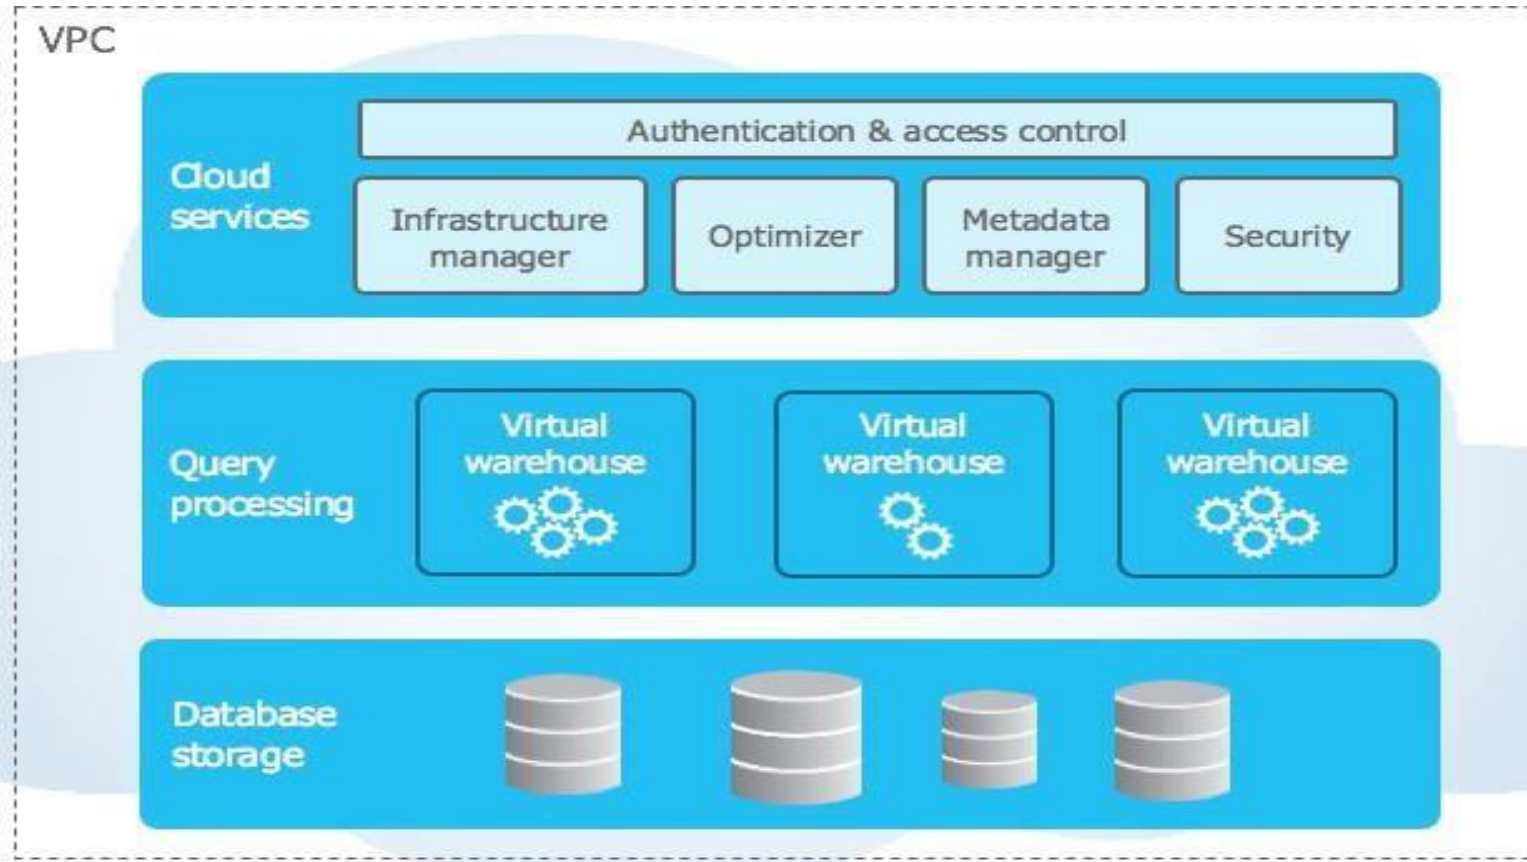 VPC
Authentication & access control
Cloud
services
Infrastructure
manager
Optimizer
Metadata
manager
Security
Query
processing
Virtual
warehouse
Virtual
warehouse
Virtual
warehouse
Database
storage